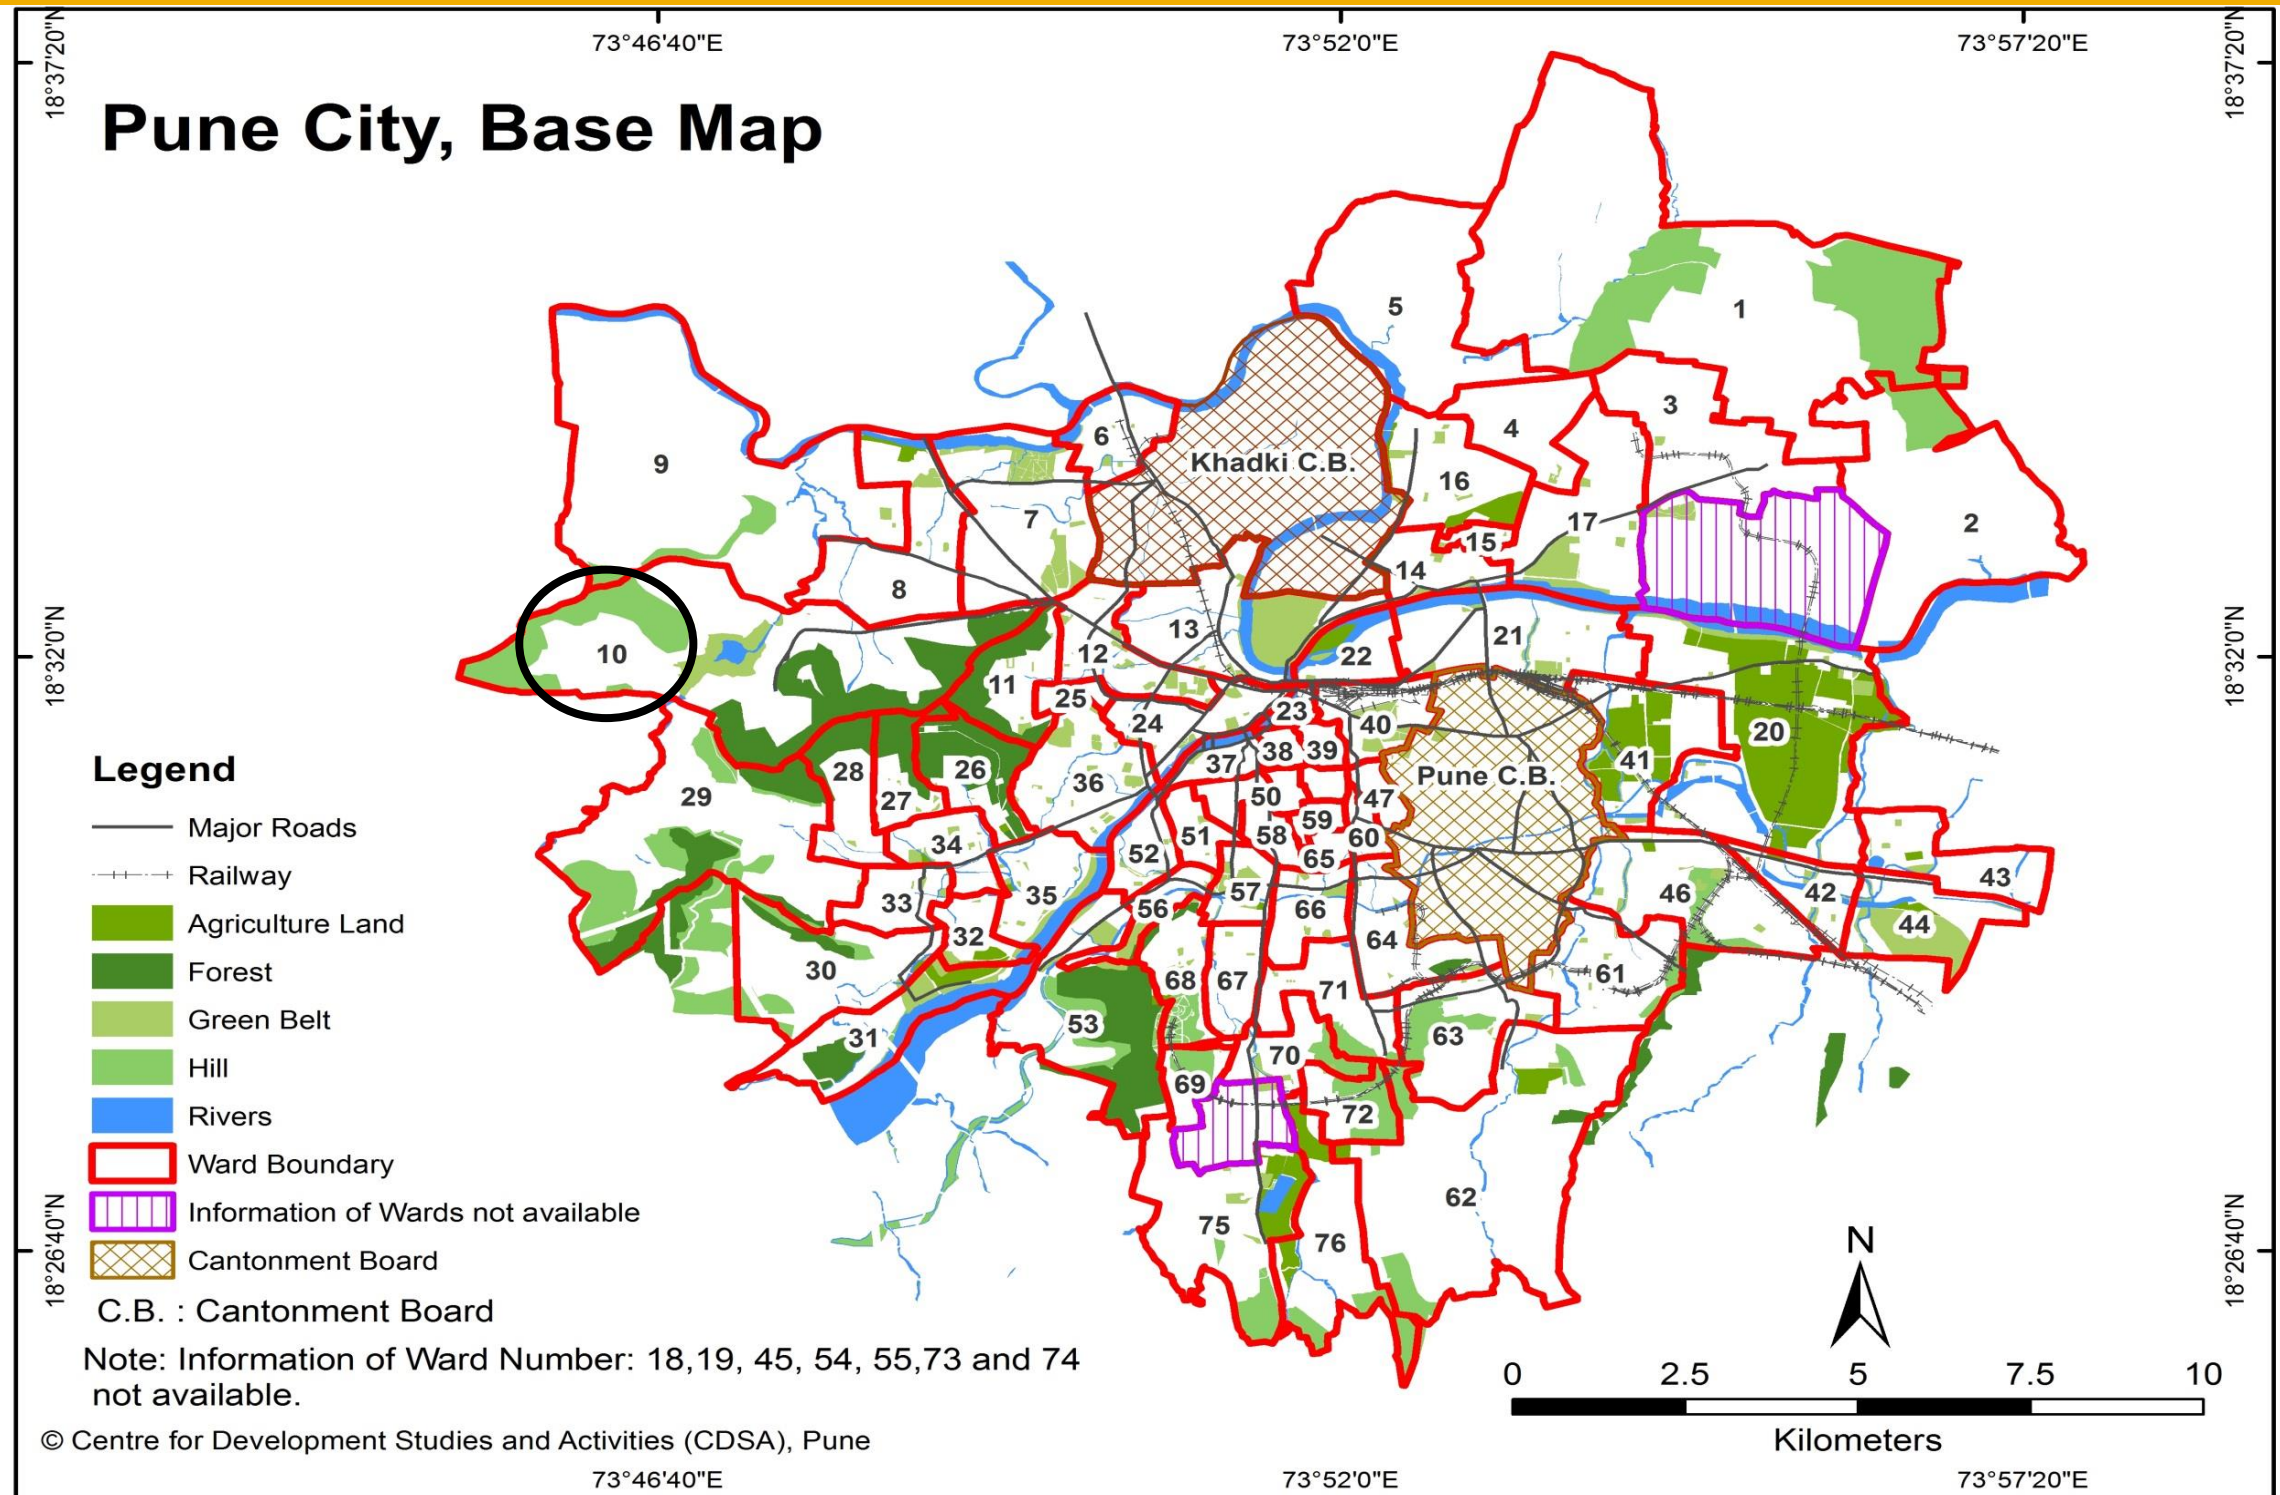 73°46'40"E
73°52'0"E
73°57'20"E
18°37'20"N
18°37'20"N
Pune City, Base Map
1
5
3
4
6
9
Khadki C.B.
16
7
17
2
15
14
8
13
21
10
12
22
11
18°32'0"N
18°32'0"N
25
23
24
40
20
38
39
37
41
28
26
Pune C.B.
36
29
27
50
47
59
51
58
60
34
52
65
57
46
42
43
35
33
56
66
44
32
64
30
68
67
61
71
53
31
63
70
69
72
62
75
76
Legend
Major Roads
Railway
Agriculture Land
Forest
Green Belt
Hill
Rivers
Ward Boundary
Information of Wards not available
Cantonment Board
C.B. : Cantonment Board
Note: Information of Ward Number: 18,19, 45, 54, 55,73 and 74
not available.
© Centre for Development Studies and Activities (CDSA), Pune
18°26'40"N
18°26'40"N
N
0 2.5 5 7.5 10
Kilometers
73°46'40"E
73°52'0"E
73°57'20"E